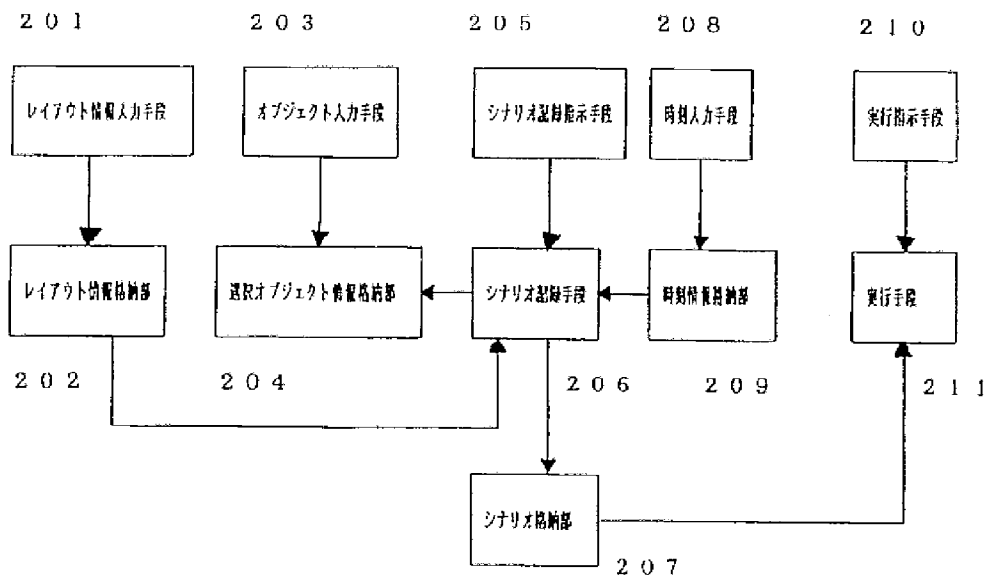 201 203 205 208 210
レイアウト情報入力手段 オブジェクト入力手段 シナリオ記録指示手段 時刻入力手段 実行指示手段
レイアウト情報格納部 選択オブジェクト情報格納部 シナリオ記録手段 時刻情報格納部 実行手段
202 204 206 209 211
シナリオ格納部
207